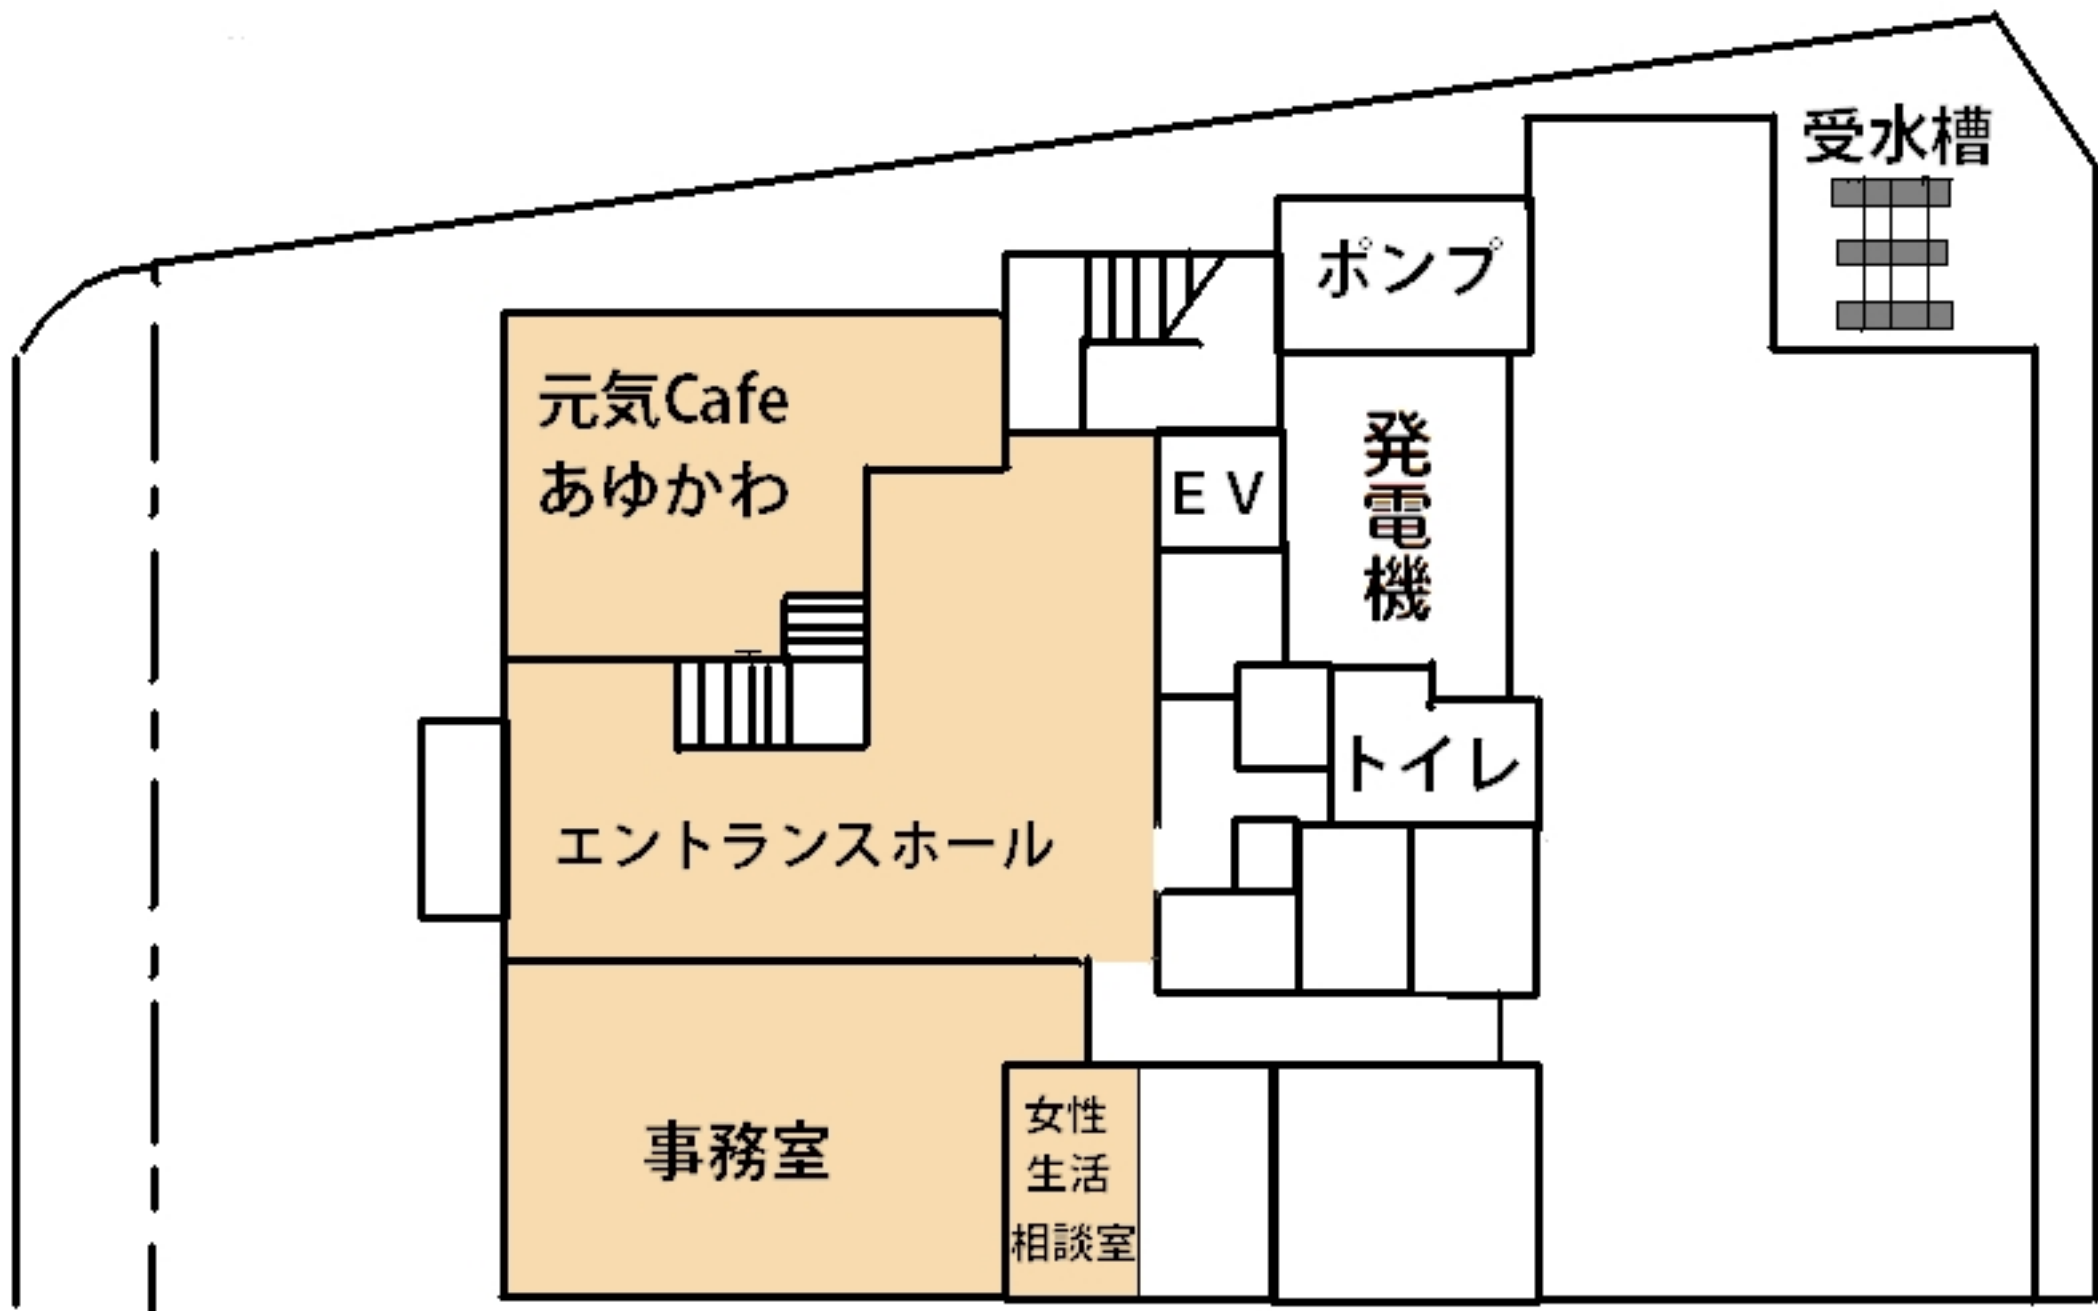 受水槽
ポンプ
元気Cafe
あゆかわ
ＥＶ
発電機
トイレ
エントランスホール
事務室
女性
生活
相談室